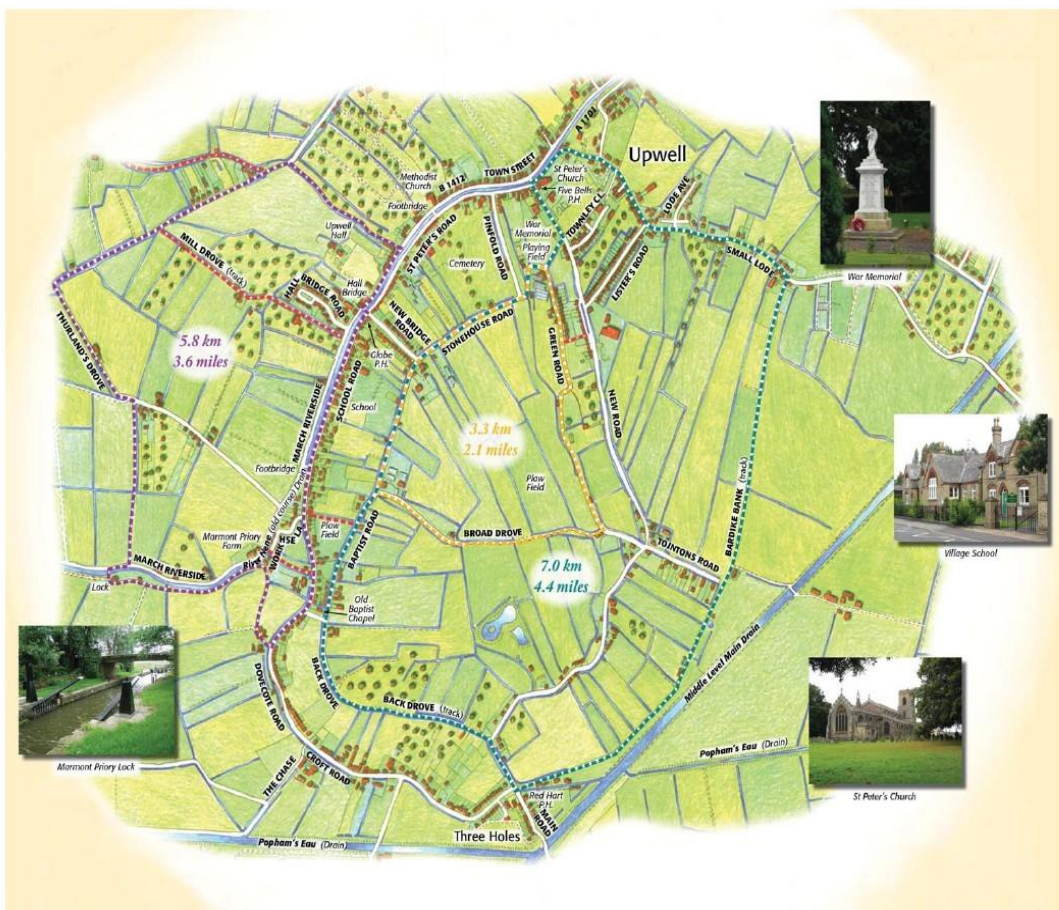 A 1101
Upwell
TOWN STREET
B 1412
Methodist
Church
Footbridge
St Peter's
Church
Five Bells
P.H.
LODE AVE
TOWNLEY CL.
War
Memorial
Playing
Field
Upwell
Hall
ST PETER'S ROAD
PINFOLD ROAD
Cemetery
LISTER'S ROAD
SMALL LODE
War Memorial
MILL DROVE (track)
HALL
BRIDGE ROAD
Hall
Bridge
NEW BRIDGE
ROAD
STONEHOUSE ROAD
GREEN ROAD
THURLAND'S DROVE
5.8 km
3.6 miles
Globe
P.H.
SCHOOL ROAD
MARCH RIVERSIDE
School
NEW ROAD
3.3 km
2.1 miles
Footbridge
Plaw
Field
BARDIKE BANK (track)
Village School
River Nene (old course) Drain
Marmont Priory
Farm
WORK
HSE
LA.
Plaw
Field
BAPTIST ROAD
BROAD DROVE
TOINTONS ROAD
7.0 km
4.4 miles
MARCH RIVERSIDE
Lock
Old
Baptist
Chapel
Middle Level Main Drain
BACK DROVE
DOVECOTE ROAD
BACK DROVE (track)
Marmont Priory Lock
THE CHASE
CROFT ROAD
Popham's Eau (Drain)
St Peter's Church
Red Hart
P.H.
MAIN
ROAD
Three Holes
Popham's Eau (Drain)